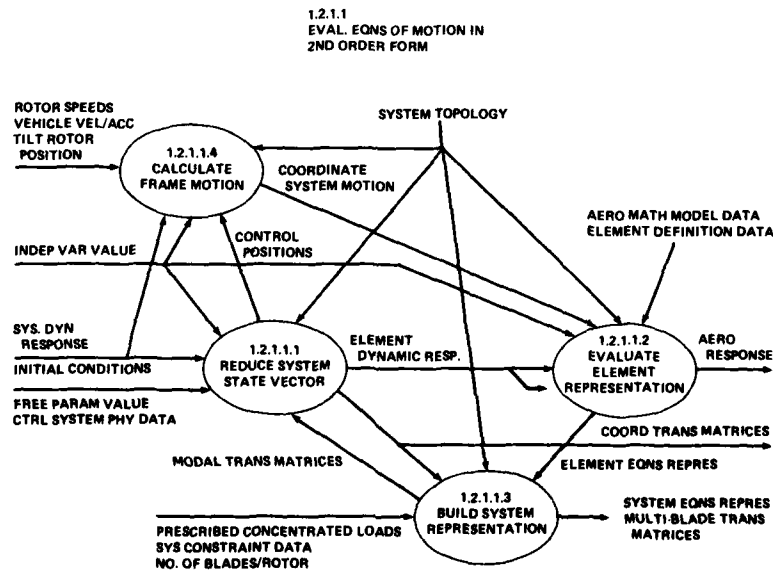 1.2.1.1
EVAL. EQNS OF MOTION IN
2ND ORDER FORM
ROTOR SPEEDS
VEHICLE VEL/ACC
TILT ROTOR
POSITION
SYSTEM TOPOLOGY
1.2.1.1.4
CALCULATE
FRAME MOTION
COORDINATE
SYSTEM MOTION
AERO MATH MODEL DATA
ELEMENT DEFINITION DATA
INDEP VAR VALUE
CONTROL
POSITIONS
SYS. DYN
RESPONSE
INITIAL CONDITIONS
1.2.1.1.1
REDUCE SYSTEM
STATE VECTOR
ELEMENT
DYNAMIC RESP.
1.2.1.1.2
EVALUATE
ELEMENT
REPRESENTATION
AERO
RESPONSE
FREE PARAM VALUE
CTRL SYSTEM PHY DATA
COORD TRANS MATRICES
MODAL TRANS MATRICES
ELEMENT EQNS REPRES
1.2.1.1.3
BUILD SYSTEM
REPRESENTATION
PRESCRIBED CONCENTRATED LOADS
SYS CONSTRAINT DATA
NO. OF BLADES/ROTOR
SYSTEM EQNS REPRES
MULTI-BLADE TRANS
MATRICES